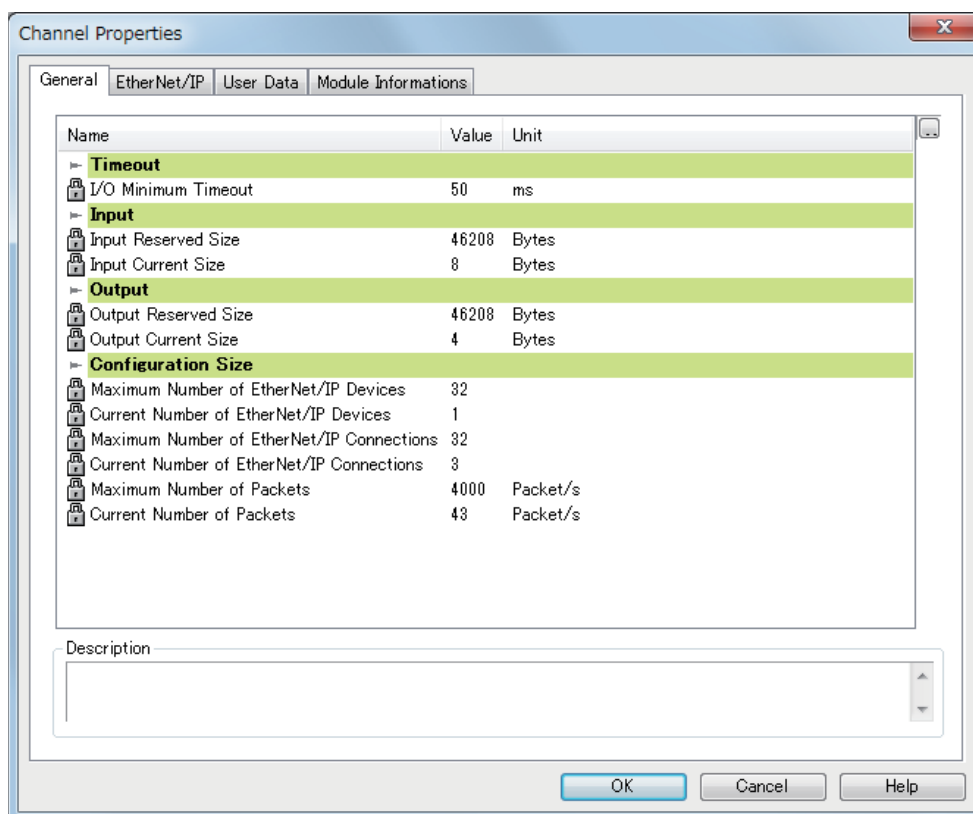 Channel Properties
General EtherNet/IP User Data Module Informations
Name Value Unit
Timeout
I/O Minimum Timeout 50 ms
Input
Input Reserved Size 46208 Bytes
Input Current Size 8 Bytes
Output
Output Reserved Size 46208 Bytes
Output Current Size 4 Bytes
Configuration Size
Maximum Number of EtherNet/IP Devices 32
Current Number of EtherNet/IP Devices 1
Maximum Number of EtherNet/IP Connections 32
Current Number of EtherNet/IP Connections 3
Maximum Number of Packets 4000 Packet/s
Current Number of Packets 43 Packet/s
Description
OK Cancel Help